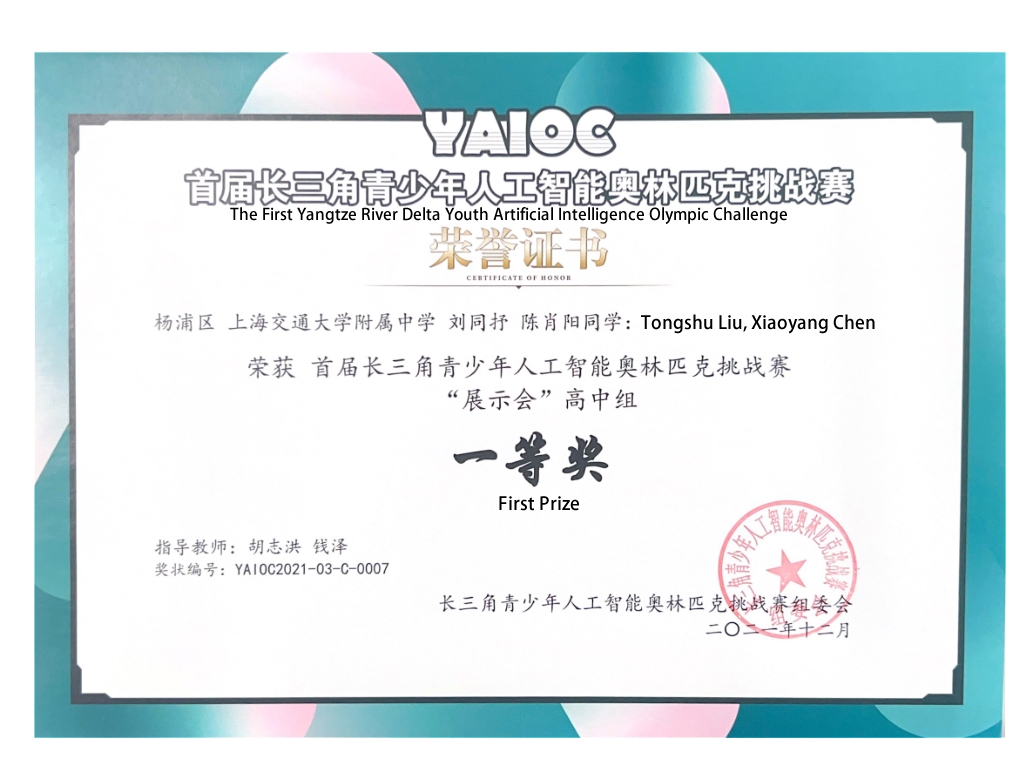 YAIOC
首届长三角青少年人工智能奥林匹克挑战赛
The First Yangtze River Delta Youth Artificial Intelligence Olympic Challenge
荣誉证书
CERTIFICATE OF HONOR
杨浦区 上海交通大学附属中学 刘同抒 陈肖阳同学：Tongshu Liu, Xiaoyang Chen
荣获 首届长三角青少年人工智能奥林匹克挑战赛
“展示会”高中组
一等奖
First Prize
指导教师：胡志洪 钱泽
奖状编号：YAIOC2021-03-C-0007
长三角青少年人工智能奥林匹克挑战赛组委会
二〇二一年十二月
长三角青少年人工智能奥林匹克挑战赛
组委会